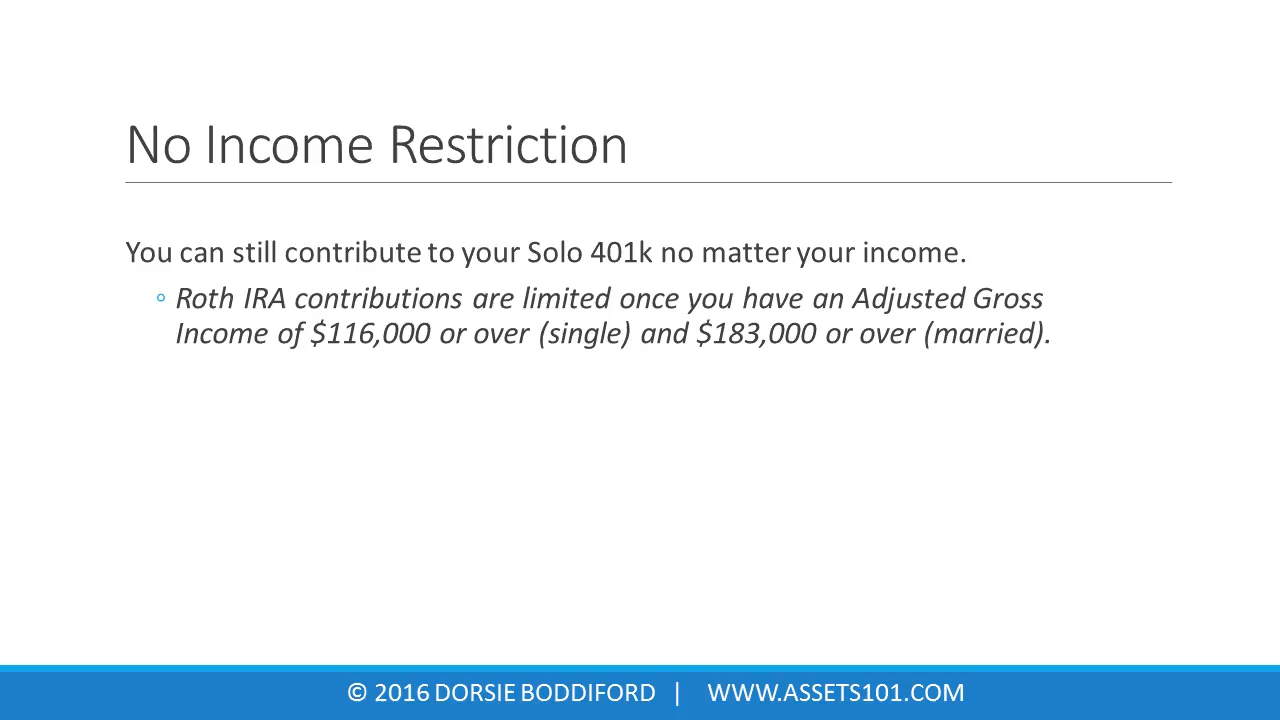 No Income Restriction
You can still contribute to your Solo 401k no matter your income.
◦ Roth IRA contributions are limited once you have an Adjusted Gross
Income of $116,000 or over (single) and $183,000 or over (married).
© 2016 DORSIE BODDIFORD | WWW.ASSETS101.COM